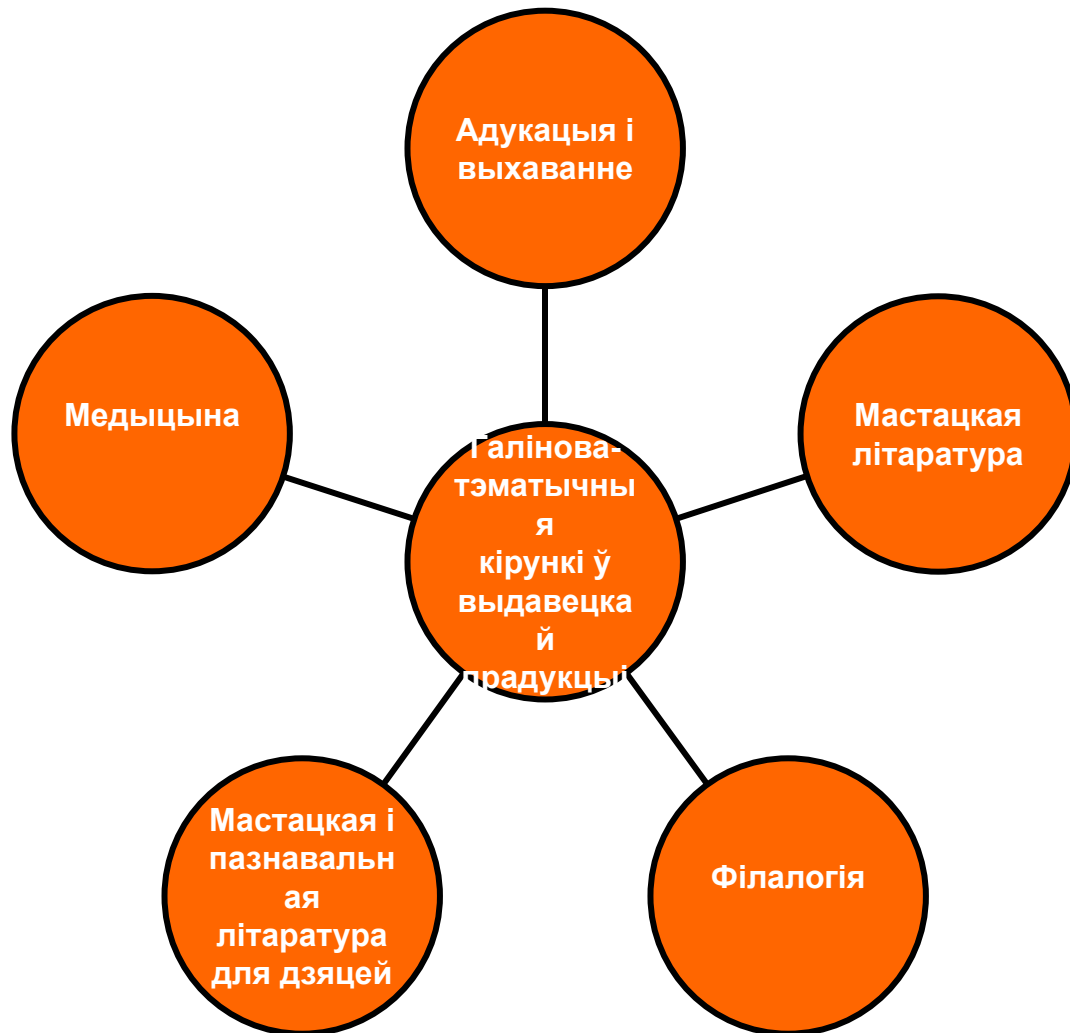 Адукацыя і
выхаванне
Медыцына
Мастацкая
літаратура
Галінова-
тэматычны
я
кірункі ў
выдавецка
й
прадукцыі
Мастацкая і
пазнавальн
ая
літаратура
для дзяцей
Філалогія